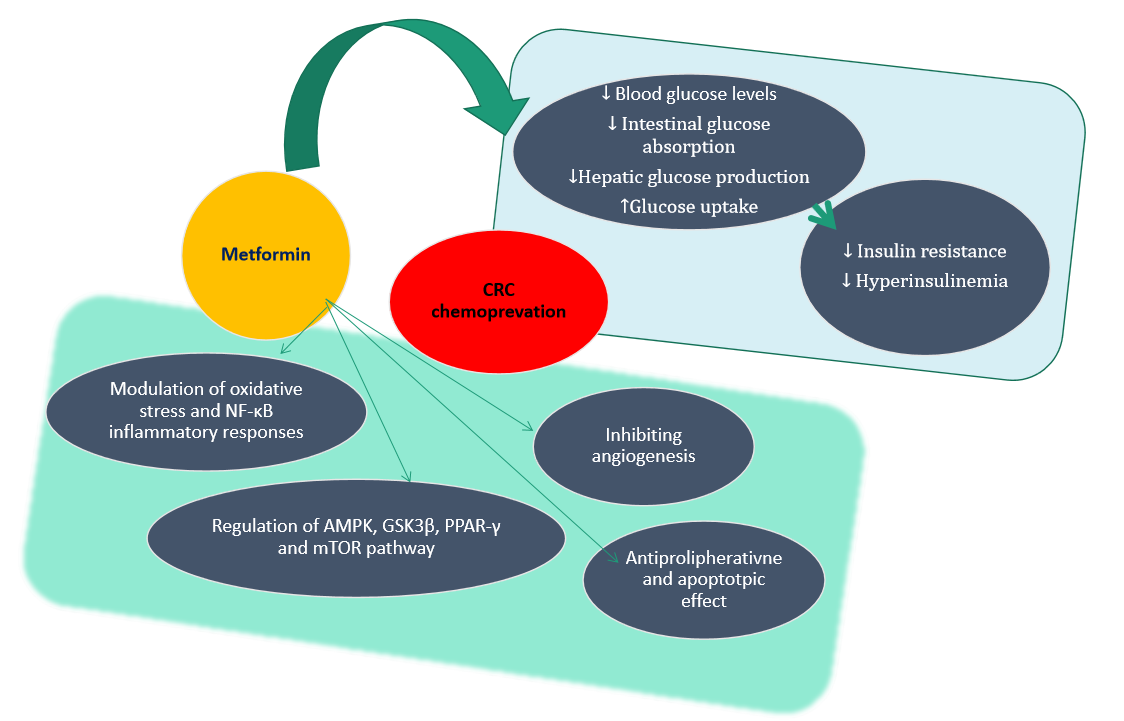 ↓ Blood glucose levels
↓ Intestinal glucose
absorption
↓Hepatic glucose production
↑Glucose uptake
↓ Insulin resistance
↓ Hyperinsulinemia
Metformin
CRC
chemoprevation
Modulation of oxidative
stress and NF-κB
inflammatory responses
Inhibiting
angiogenesis
Regulation of AMPK, GSK3β, PPAR-γ
and mTOR pathway
Antiprolipherativne
and apoptotpic
effect